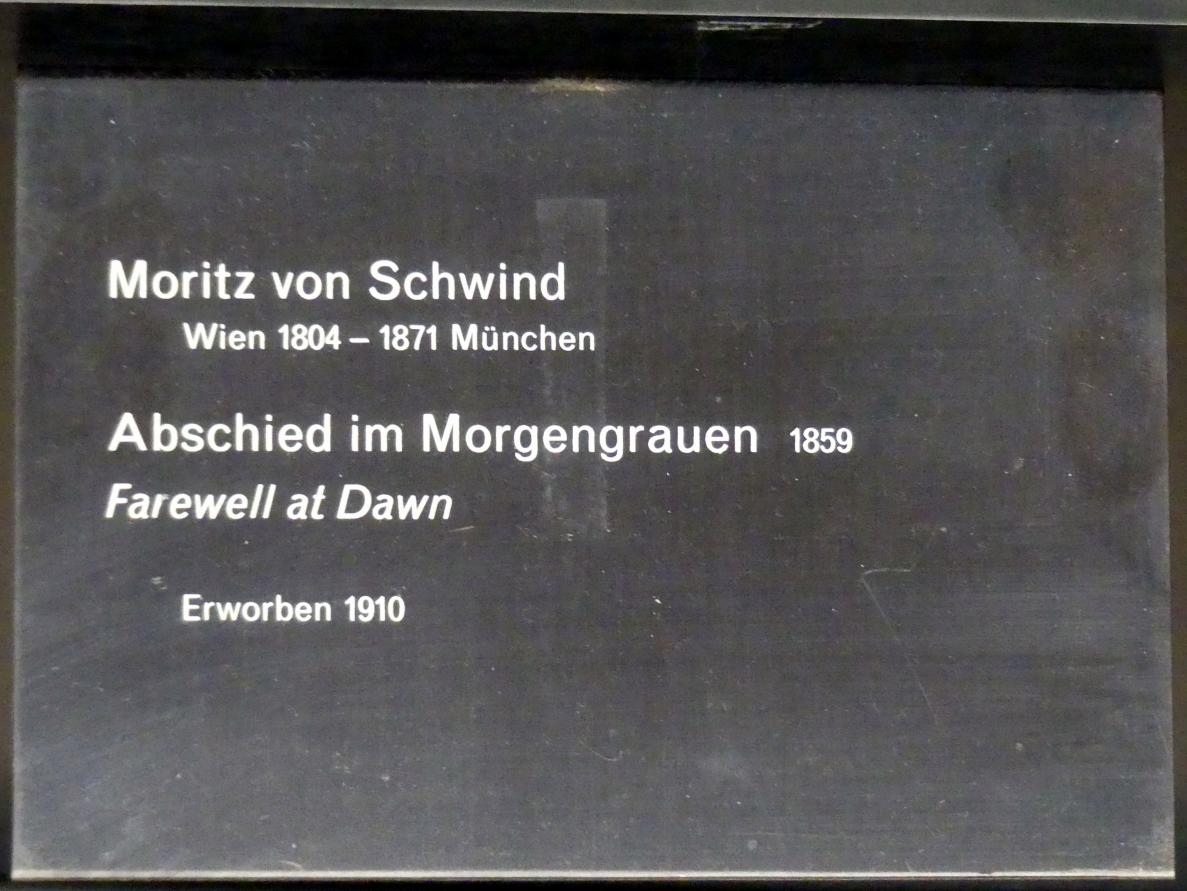 Moritz von Schwind
Wien 1804 – 1871 München
Abschied im Morgengrauen 1859
Farewell at Dawn
Erworben 1910